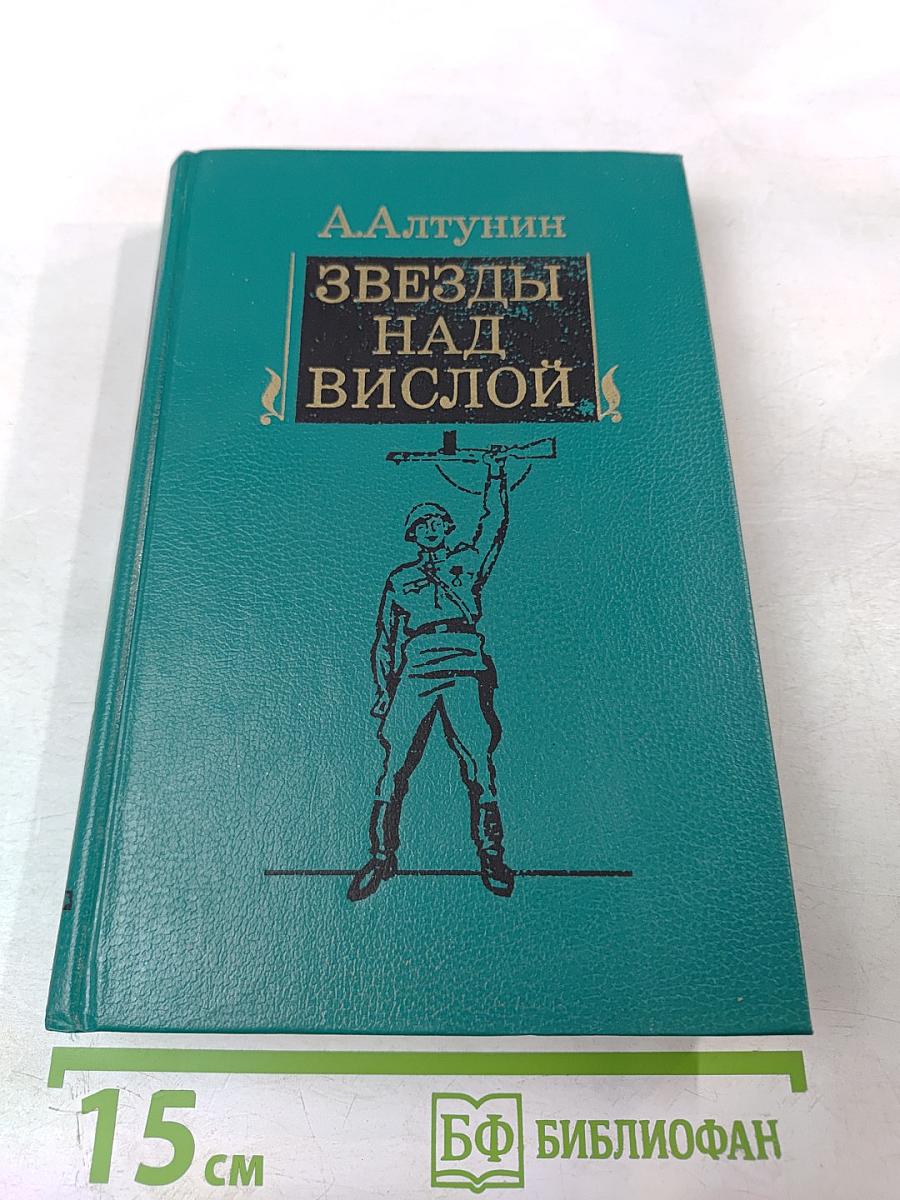 А.Алтунин
ЗВЕЗДЫ
НАД
ВИСЛОЙ
15 см
БФ БИБЛИОФАН